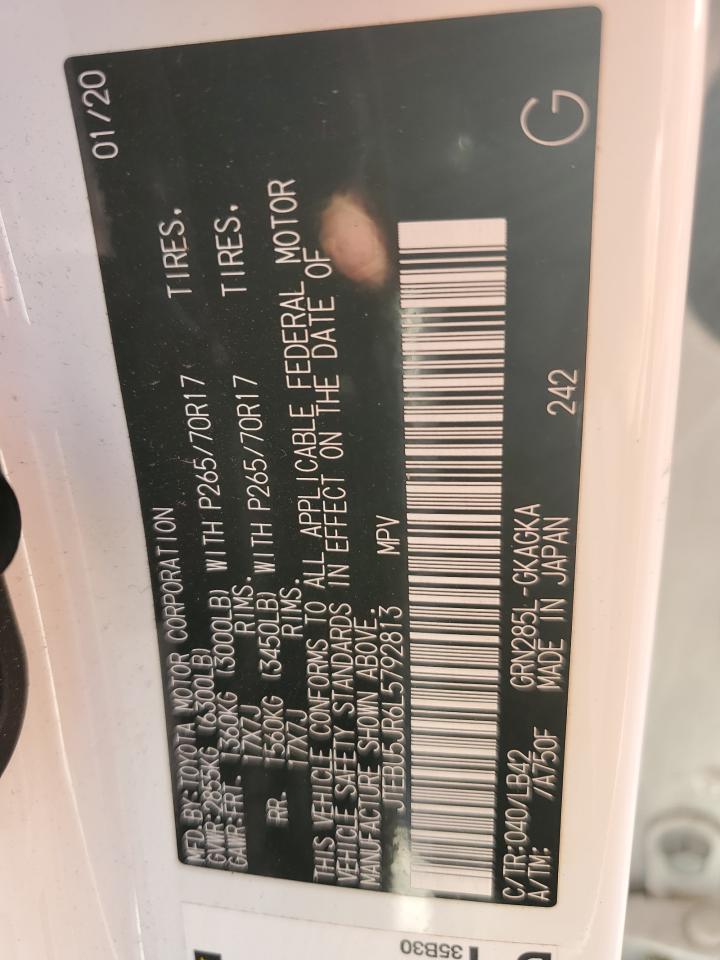 MFD. BY: TOYOTA MOTOR CORPORATION 01/20
GVWR: 2855KG (6300LB)
GAWR: FRT. 1360KG (3000LB) WITH P265/70R17 TIRES.
17X7J RIMS.
RR. 1560KG (3450LB) WITH P265/70R17 TIRES.
17X7J RIMS.
THIS VEHICLE CONFORMS TO ALL APPLICABLE FEDERAL MOTOR
VEHICLE SAFETY STANDARDS IN EFFECT ON THE DATE OF
MANUFACTURE SHOWN ABOVE.
JTEBU5JR6L5792813 MPV
C/TR: 040/LB42 GRN285L-GKAGKA 242 G
A/TM: /A750F MADE IN JAPAN
35B30